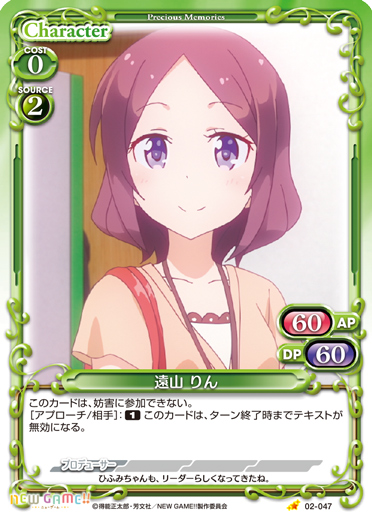 Precious Memories
Character
COST
0
SOURCE
2
60 AP
DP 60
遠山 りん
このカードは、妨害に参加できない。
[アプローチ/相手]：1 このカードは、ターン終了時までテキストが
無効になる。
プロデューサー
ひふみちゃんも、リーダーらしくなってきたね。
NEW GAME!!
©得能正太郎・芳文社／NEW GAME!!製作委員会
02-047